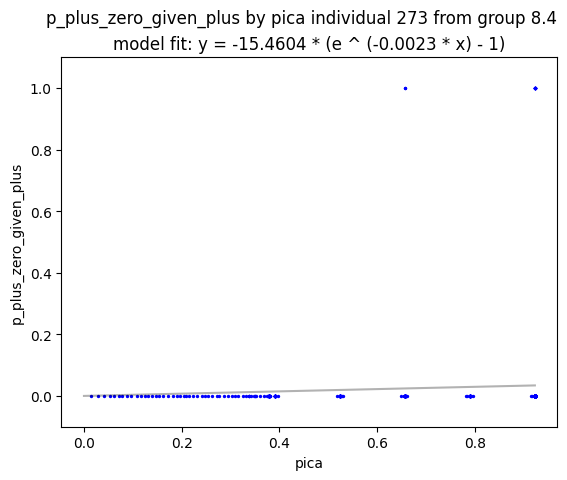 p_plus_zero_given_plus by pica individual 273 from group 8.4
model fit: y = -15.4604 * (e ^ (-0.0023 * x) - 1)
1.0
0.8
0.6
0.4
0.2
0.0
p_plus_zero_given_plus
0.0 0.2 0.4 0.6 0.8
pica